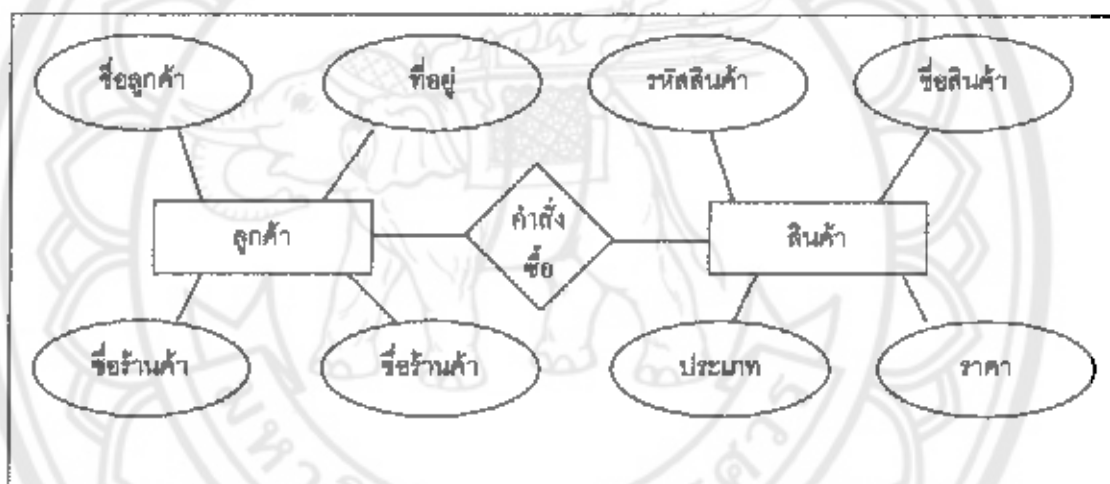 ชื่อลูกค้า
ที่อยู่
รหัสสินค้า
ชื่อสินค้า
ลูกค้า
คำสั่ง
ซื้อ
สินค้า
ชื่อร้านค้า
ชื่อร้านค้า
ประเภท
ราคา